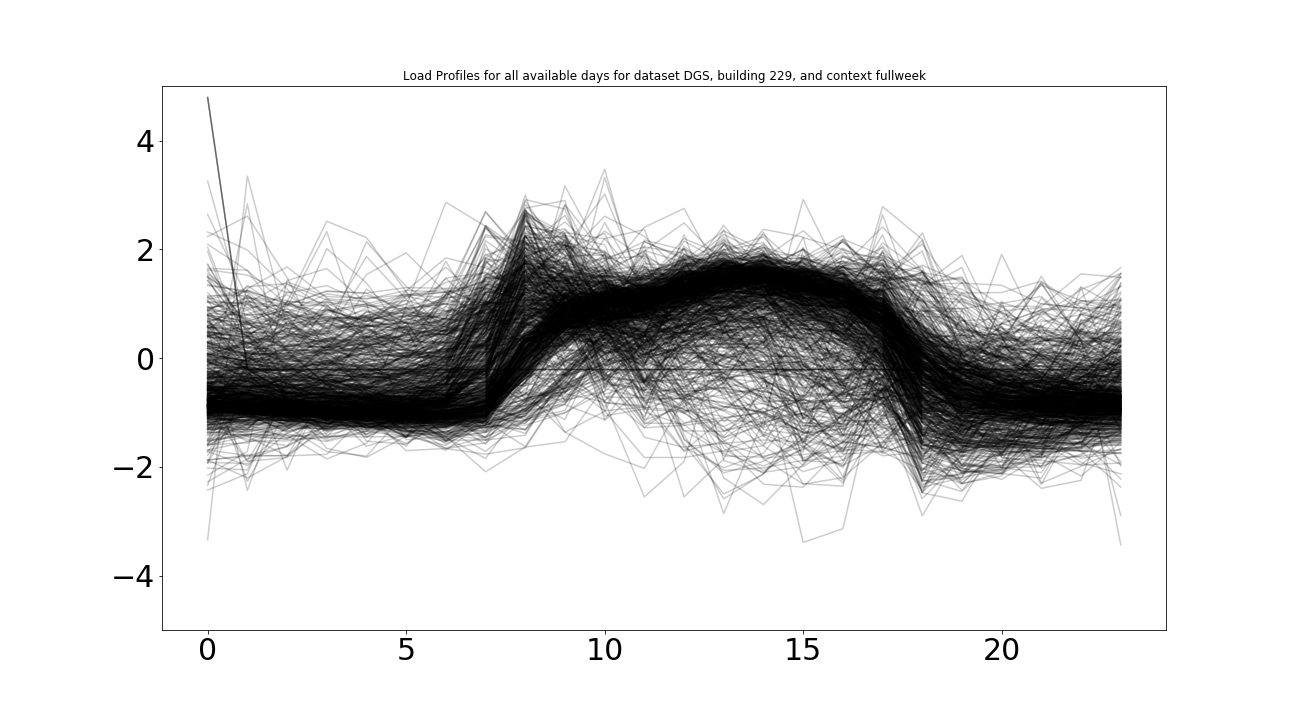 Load Profiles for all available days for dataset DGS, building 229, and context fullweek
4
2
0
−2
−4
0 5 10 15 20